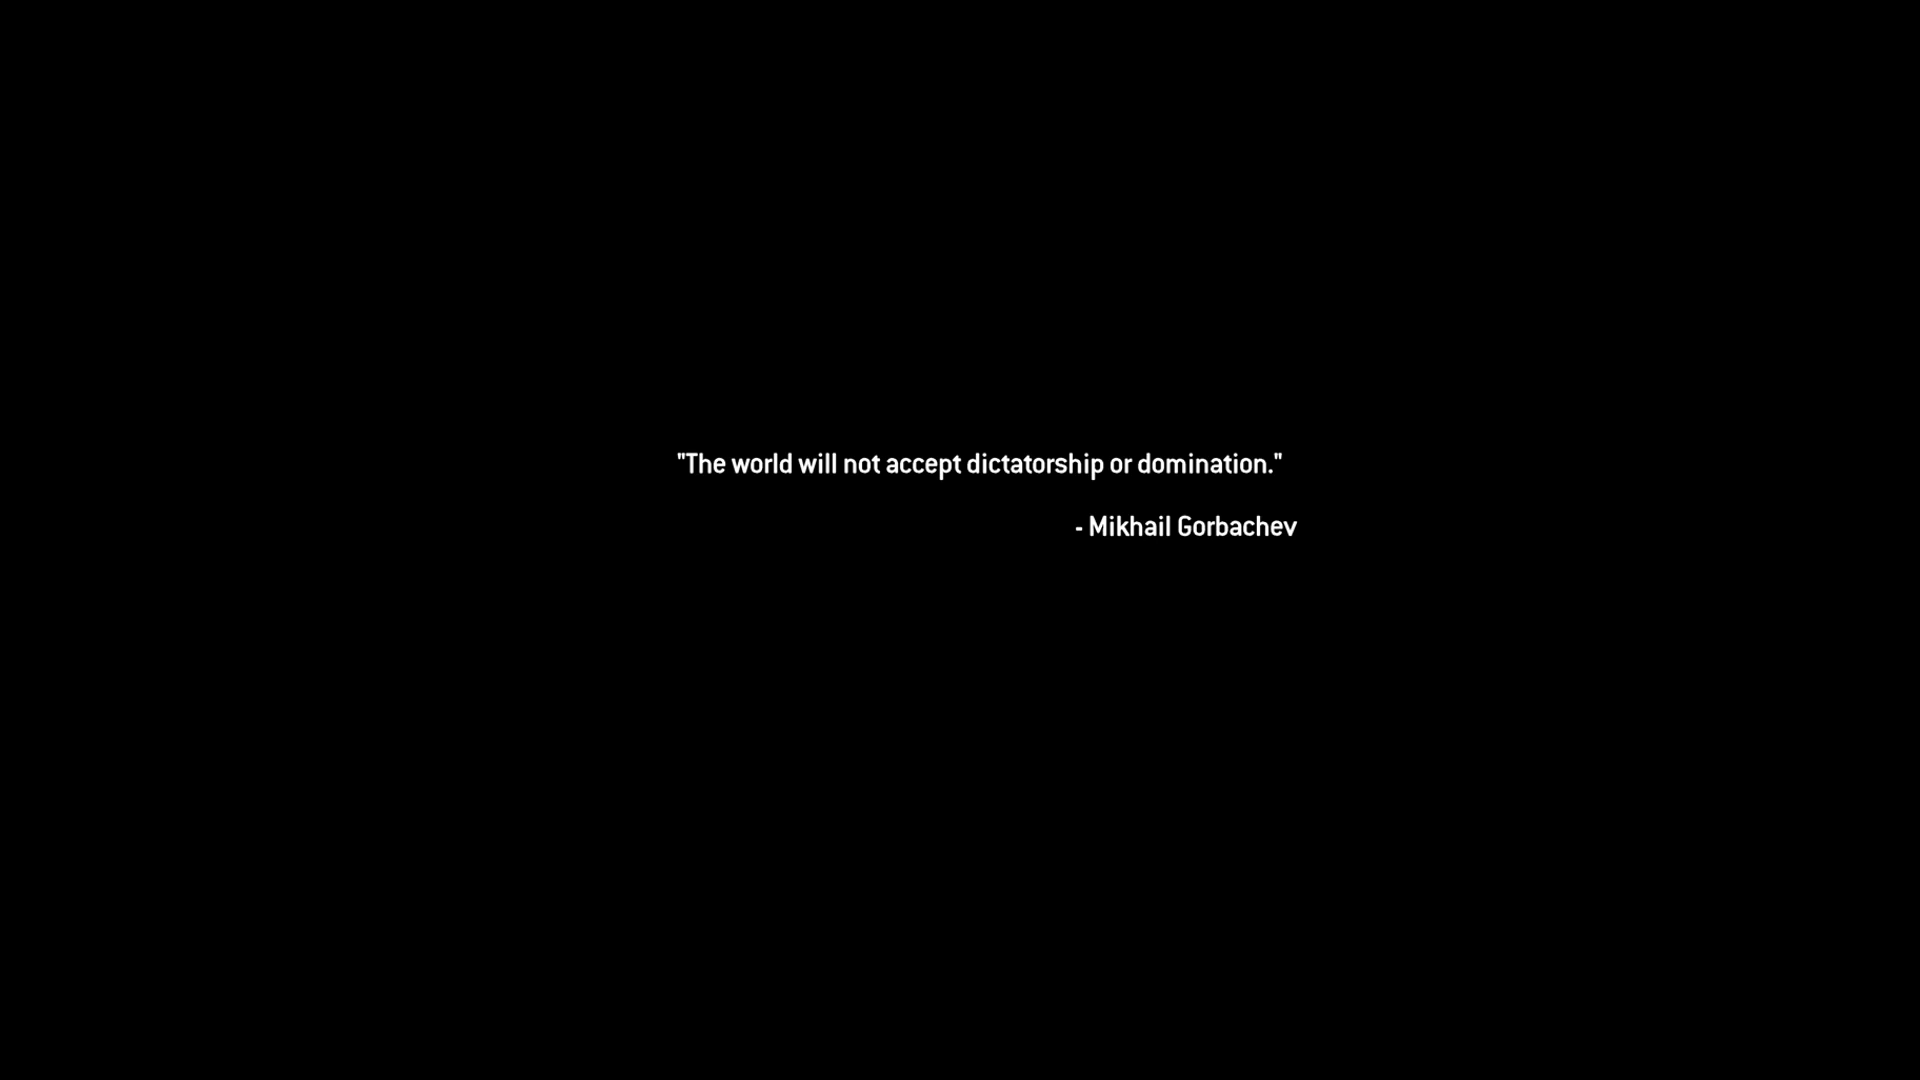 "The world will not accept dictatorship or domination."
- Mikhail Gorbachev